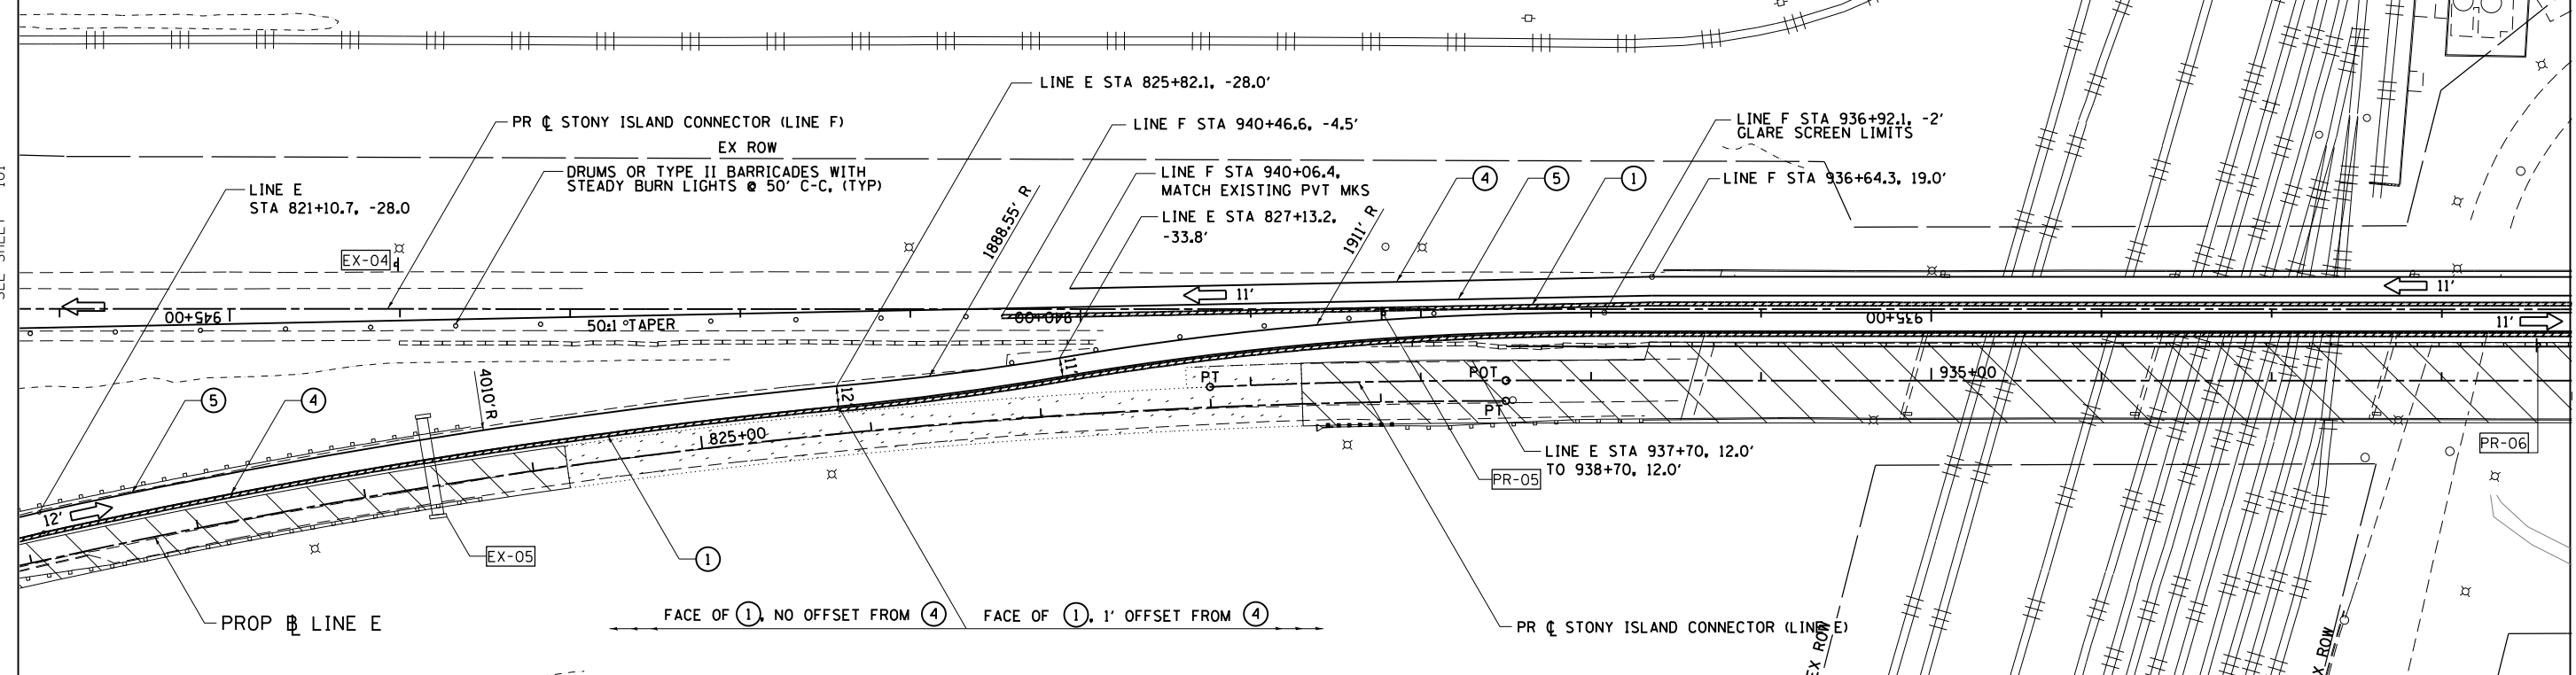 LINE E STA 825+82.1, -28.0'
PR ℄ STONY ISLAND CONNECTOR (LINE F)
LINE F STA 940+46.6, -4.5'
LINE F STA 936+92.1, -2'
GLARE SCREEN LIMITS
EX ROW
DRUMS OR TYPE II BARRICADES WITH
STEADY BURN LIGHTS @ 50' C-C, (TYP)
LINE F STA 940+06.4,
MATCH EXISTING PVT MKS
4
5
1
LINE F STA 936+64.3, 19.0'
LINE E
STA 821+10.7, -28.0
LINE E STA 827+13.2,
-33.8'
1888.55' R
1911' R
SEE SHEET 101
EX-04
11'
11'
945+00
50:1 TAPER
940+00
935+00
11'
4010'R
11'
12'
PT
POT
PT
935+00
5
4
825+00
LINE E STA 937+70, 12.0'
TO 938+70, 12.0'
PR-05
PR-06
12'
EX-05
1
PROP BL LINE E
FACE OF 1, NO OFFSET FROM 4
FACE OF 1, 1' OFFSET FROM 4
PR ℄ STONY ISLAND CONNECTOR (LINE E)
EX ROW
X ROW